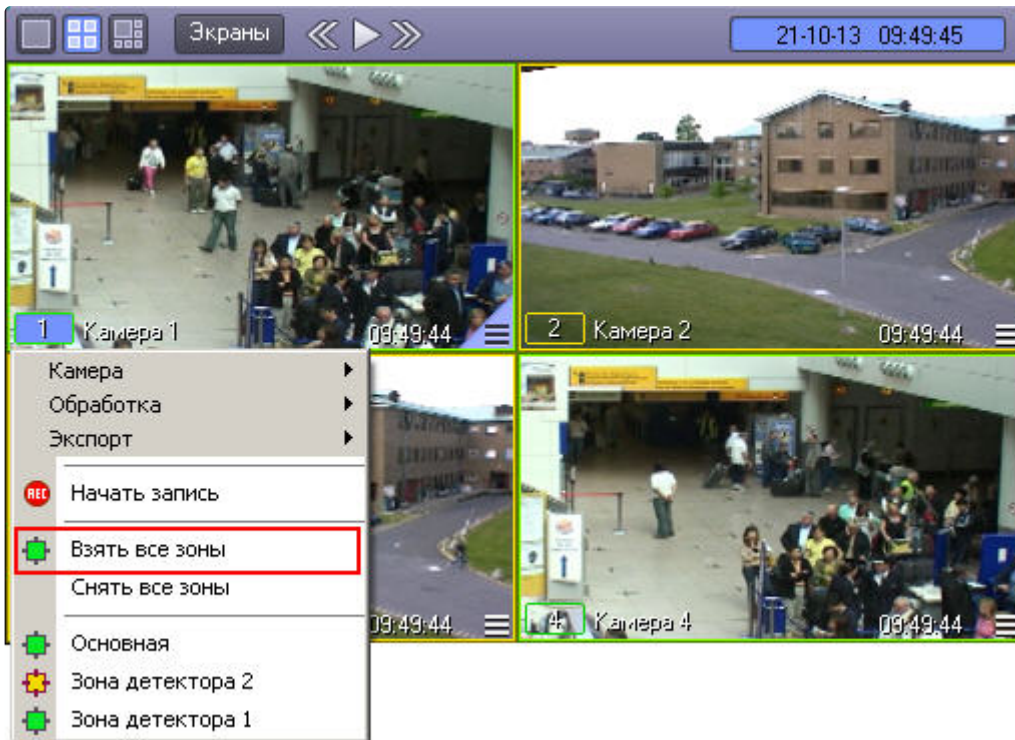 Экраны
21-10-13 09:49:45
1 Камера 1 09:49:44
2 Камера 2 09:49:44
Камера
Обработка
Экспорт
REC Начать запись
Взять все зоны
Снять все зоны
09:49:44
4 Камера 4 09:49:44
Основная
Зона детектора 2
Зона детектора 1